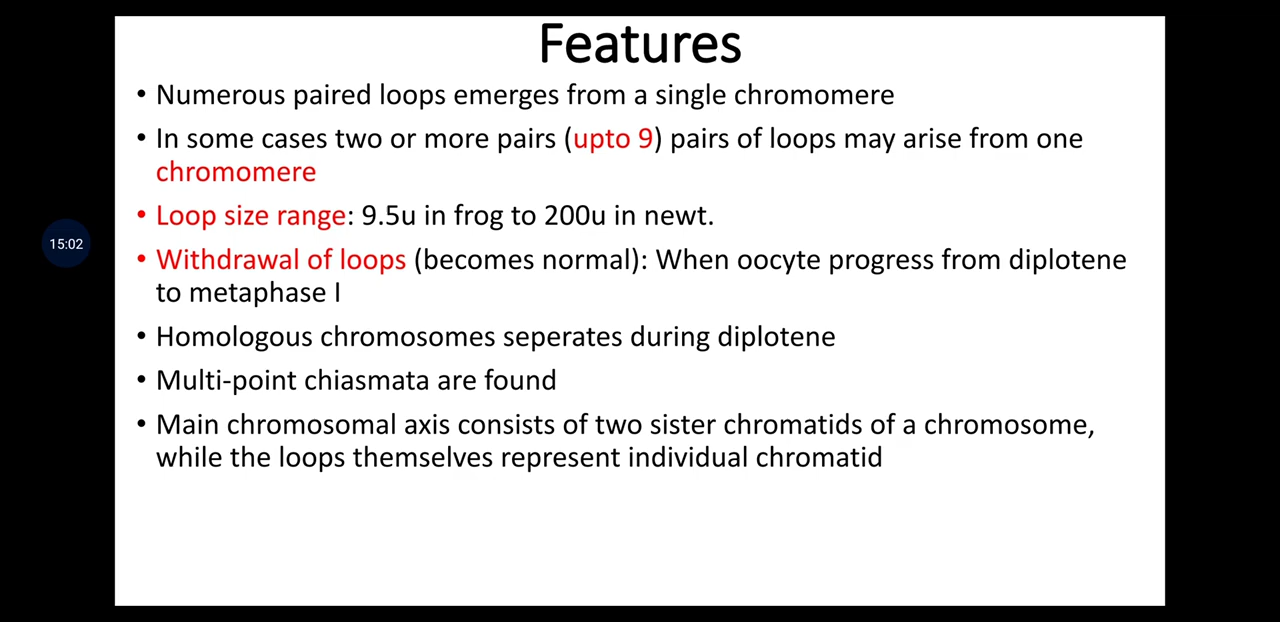 Features
• Numerous paired loops emerges from a single chromomere
• In some cases two or more pairs (upto 9) pairs of loops may arise from one
chromomere
• Loop size range: 9.5u in frog to 200u in newt.
15:02
• Withdrawal of loops (becomes normal): When oocyte progress from diplotene
to metaphase I
• Homologous chromosomes seperates during diplotene
• Multi-point chiasmata are found
• Main chromosomal axis consists of two sister chromatids of a chromosome,
while the loops themselves represent individual chromatid